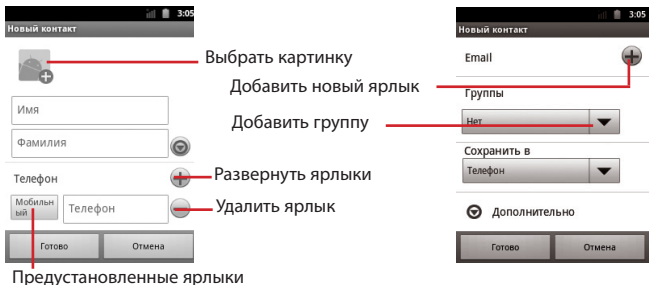 3:05
Новый контакт
Выбрать картинку
Имя
Фамилия
Телефон
Развернуть ярлыки
Мобильн
ый
Телефон
Удалить ярлык
Готово
Отмена
Предустановленные ярлыки
3:05
Новый контакт
Email
Добавить новый ярлык
Группы
Добавить группу
Нет
Сохранить в
Телефон
Дополнительно
Готово
Отмена